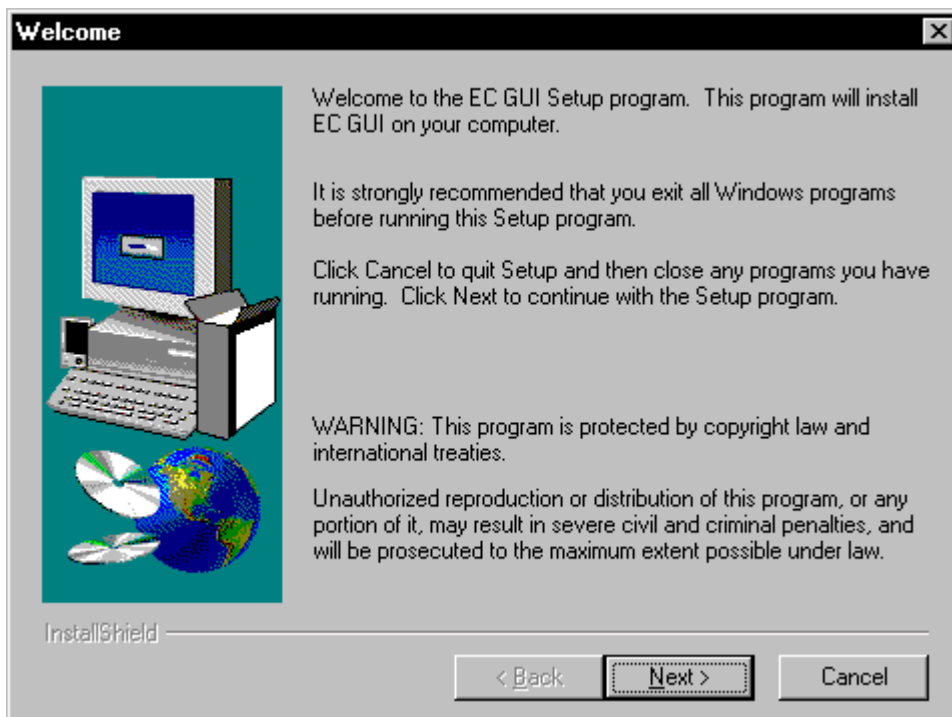 Welcome
Welcome to the EC GUI Setup program.  This program will install
EC GUI on your computer.
It is strongly recommended that you exit all Windows programs
before running this Setup program.
Click Cancel to quit Setup and then close any programs you have
running.  Click Next to continue with the Setup program.
WARNING: This program is protected by copyright law and
international treaties.
Unauthorized reproduction or distribution of this program, or any
portion of it, may result in severe civil and criminal penalties, and
will be prosecuted to the maximum extent possible under law.
InstallShield
< Back
Next >
Cancel